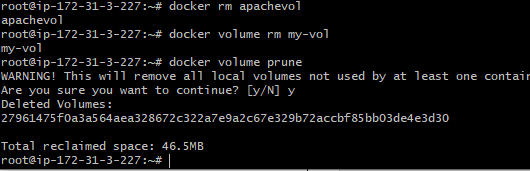 root@ip-172-31-3-227:~# docker rm apachevol
apachevol
root@ip-172-31-3-227:~# docker volume rm my-vol
my-vol
root@ip-172-31-3-227:~# docker volume prune
WARNING! This will remove all local volumes not used by at least one contain
Are you sure you want to continue? [y/N] y
Deleted Volumes:
27961475f0a3a564aea328672c322a7e9a2c67e329b72accbf85bb03de4e3d30
Total reclaimed space: 46.5MB
root@ip-172-31-3-227:~#